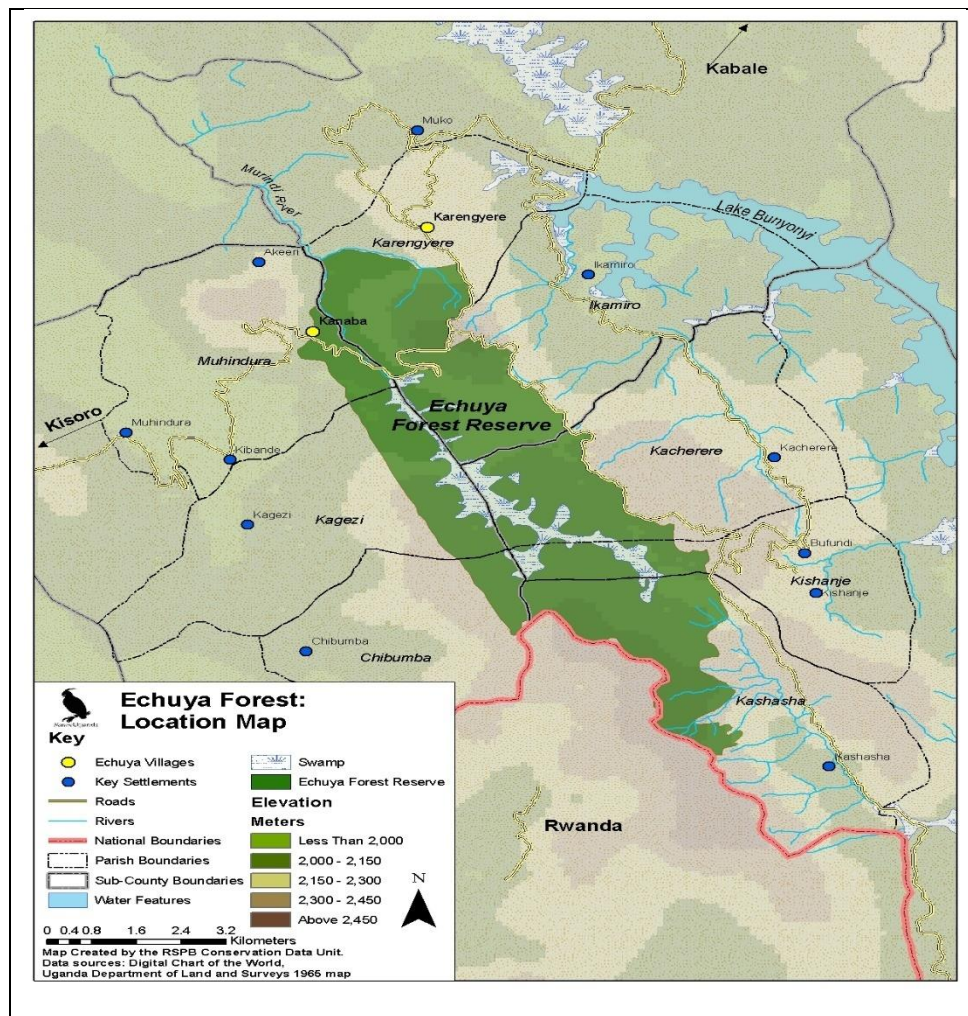 Kabale
Muko
Murindi River
Lake Bunyonyi
Karengyere
Karengyere
Akeeri
Ikamiro
Ikamiro
Kanaba
Muhindura
Echuya
Forest Reserve
Kisoro
Muhindura
Kibande
Kacherere
Kacherere
Kagezi
Kagezi
Bufundi
Kishanje
Kishanje
Chibumba
Chibumba
Kashasha
Kashasha
Rwanda
Echuya Forest:
Location Map
Key
Echuya Villages
Key Settlements
Roads
Rivers
National Boundaries
Parish Boundaries
Sub-County Boundaries
Water Features
Swamp
Echuya Forest Reserve
Elevation
Meters
Less Than 2,000
2,000 - 2,150
2,150 - 2,300
2,300 - 2,450
Above 2,450
N
0 0.4 0.8 1.6 2.4 3.2
Kilometers
Map Created by the RSPB Conservation Data Unit.
Data sources: Digital Chart of the World,
Uganda Department of Land and Surveys 1965 map